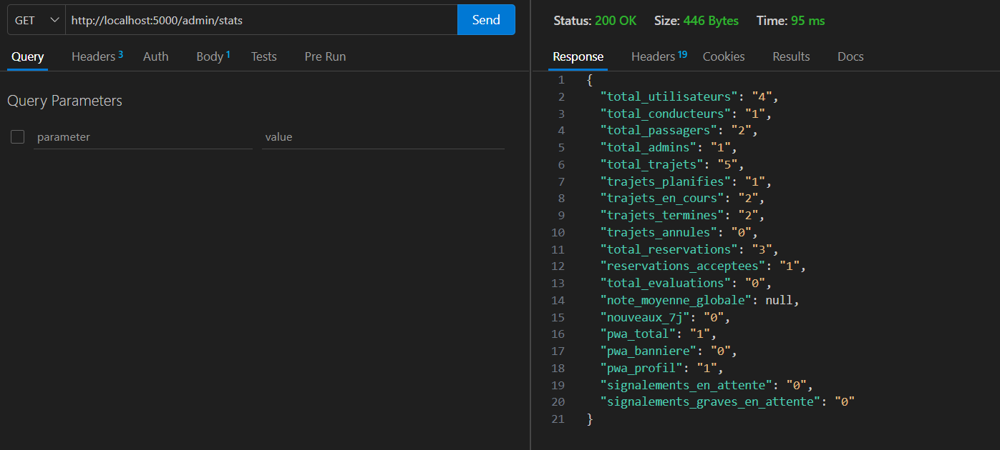 GET http://localhost:5000/admin/stats Send
Query Headers 3 Auth Body 1 Tests Pre Run
Query Parameters
parameter value
Status: 200 OK Size: 446 Bytes Time: 95 ms
Response Headers 19 Cookies Results Docs
1 {
2 "total_utilisateurs": "4",
3 "total_conducteurs": "1",
4 "total_passagers": "2",
5 "total_admins": "1",
6 "total_trajets": "5",
7 "trajets_planifies": "1",
8 "trajets_en_cours": "2",
9 "trajets_termines": "2",
10 "trajets_annules": "0",
11 "total_reservations": "3",
12 "reservations_acceptees": "1",
13 "total_evaluations": "0",
14 "note_moyenne_globale": null,
15 "nouveaux_7j": "0",
16 "pwa_total": "1",
17 "pwa_banniere": "0",
18 "pwa_profil": "1",
19 "signalements_en_attente": "0",
20 "signalements_graves_en_attente": "0"
21 }